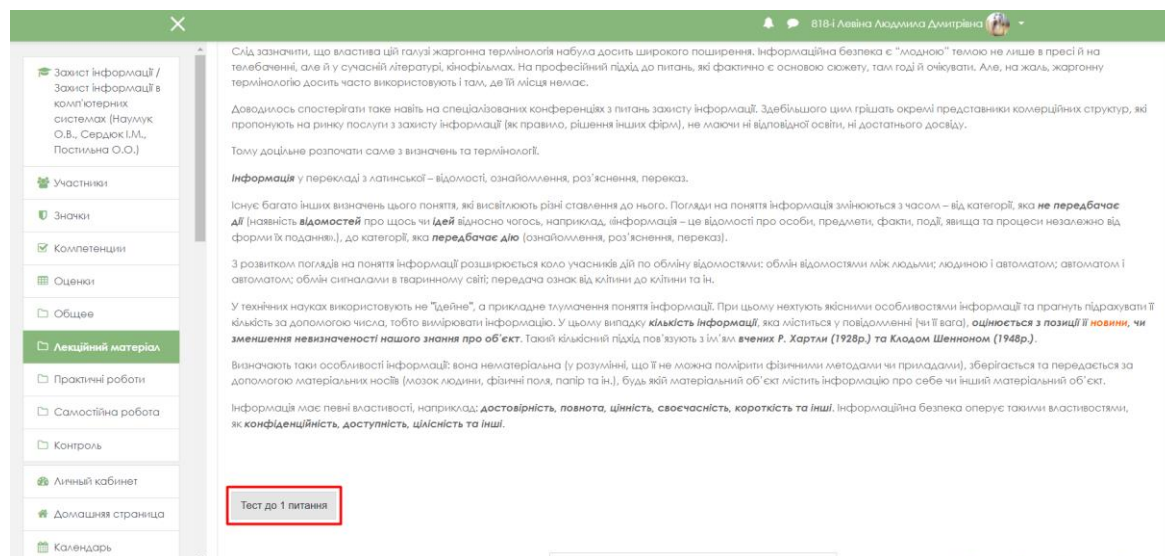 818-і Левіна Людмила Дмитрівна
Захист інформації /
Захист інформації в
комп'ютерних
системах (Наумук
О.В., Сердюк І.М.,
Постильна О.О.)
Участники
Значки
Компетенции
Оценки
Общее
Лекційний матеріал
Практичні роботи
Самостійна робота
Контроль
Личный кабинет
Домашняя страница
Календарь
Слід зазначити, що властива цій галузі жаргонна термінологія набула досить широкого поширення. Інформаційна безпека є "модною" темою не лише в пресі й на
телебаченні, але й у сучасній літературі, кінофільмах. На професійний підхід до питань, які фактично є основою сюжету, там годі й очікувати. Але, на жаль, жаргонну
термінологію досить часто використовують і там, де їй місця немає.
Доводилось спостерігати таке навіть на спеціалізованих конференціях з питань захисту інформації. Здебільшого цим грішать окремі представники комерційних структур, які
пропонують на ринку послуги з захисту інформації (як правило, рішення інших фірм), не маючи ні відповідної освіти, ні достатнього досвіду.
Тому доцільне розпочати саме з визначень та термінології.
Інформація у перекладі з латинської – відомості, ознайомлення, роз'яснення, переказ.
Існує багато інших визначень цього поняття, які висвітлюють різні ставлення до нього. Погляди на поняття інформація змінюються з часом – від категорії, яка не передбачає
дії (наявність відомостей про щось чи ідей відносно чогось, наприклад, «інформація – це відомості про особи, предмети, факти, події, явища та процеси незалежно від
форми їх подання».), до категорії, яка передбачає дію (ознайомлення, роз'яснення, переказ).
З розвитком поглядів на поняття інформації розширюється коло учасників дій по обміну відомостями: обмін відомостями між людьми; людиною і автоматом; автоматом і
автоматом; обмін сигналами в тваринному світі; передача ознак від клітини до клітини та ін.
У технічних науках використовують не "ідейне", а прикладне тлумачення поняття інформації. При цьому нехтують якісними особливостями інформації та прагнуть підрахувати її
кількість за допомогою числа, тобто вимірювати інформацію. У цьому випадку кількість інформації, яка міститься у повідомленні (чи її вага), оцінюється з позиції її новини, чи
зменшення невизначеності нашого знання про об'єкт. Такий кількісний підхід пов'язують з ім'ям вчених Р. Хартли (1928р.) та Клодом Шенноном (1948р.).
Визначають такі особливості інформації: вона нематеріальна (у розумінні, що її не можна поміряти фізичними методами чи приладами), зберігається та передається за
допомогою матеріальних носіїв (мозок людини, фізичні поля, папір та ін.), будь який матеріальний об'єкт містить інформацію про себе чи інший матеріальний об'єкт.
Інформація має певні властивості, наприклад: достовірність, повнота, цінність, своєчасність, короткість та інші. Інформаційна безпека оперує такими властивостями,
як конфіденційність, доступність, цілісність та інші.
Тест до 1 питання